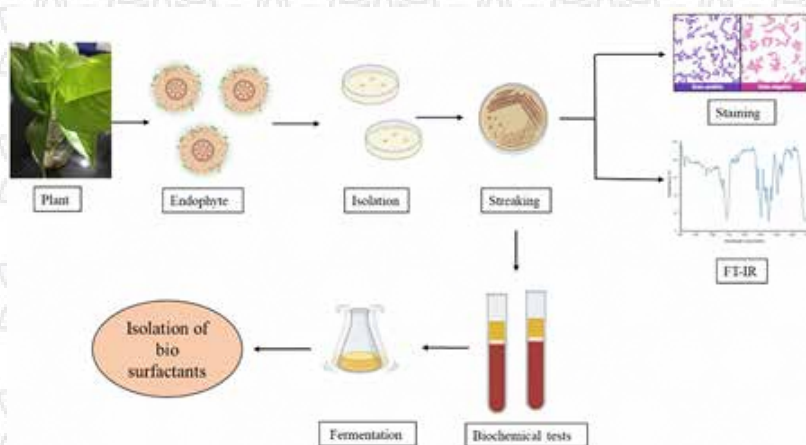 Staining
Plant
Endophyte
Isolation
Streaking
FT-IR
Isolation of
bio
surfactants
Fermentation
Biochemical tests